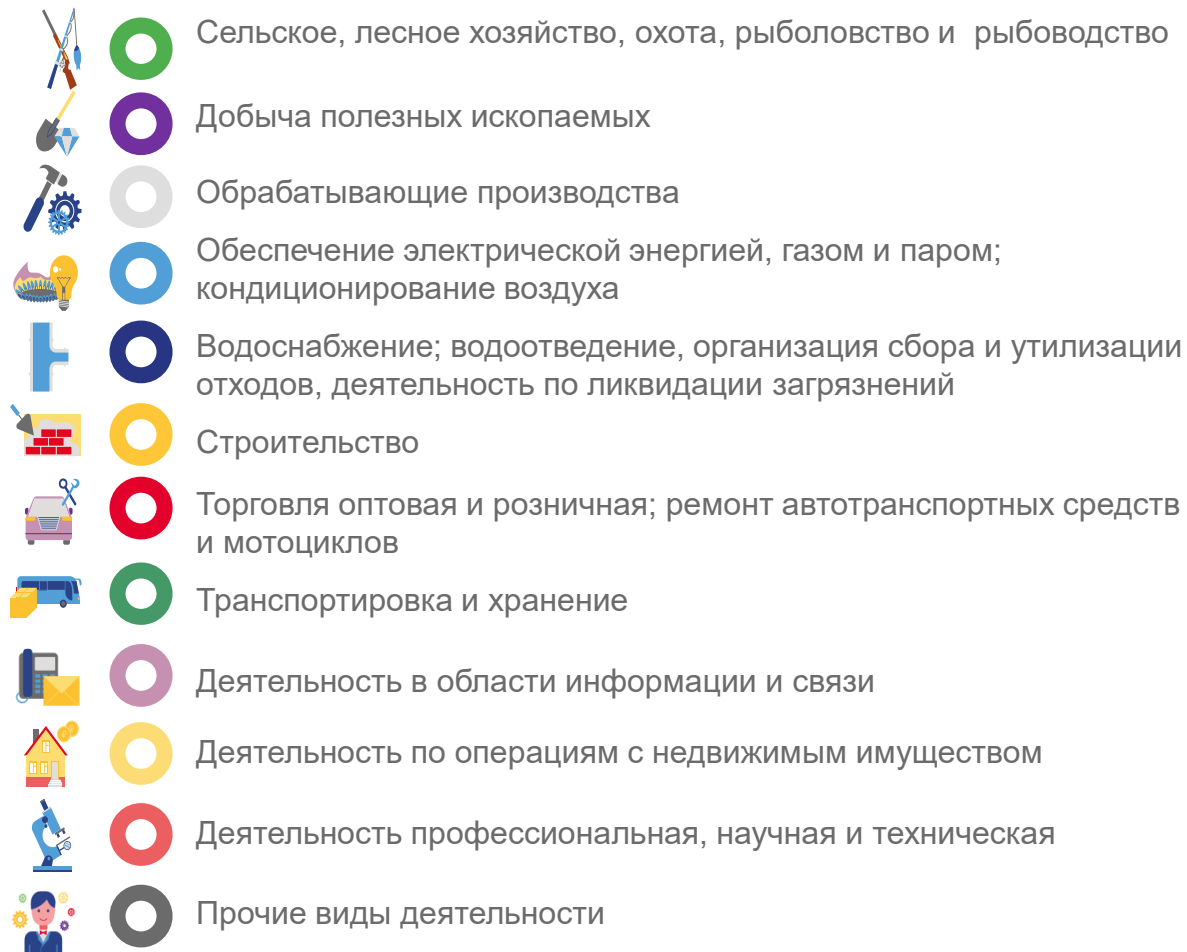 Сельское, лесное хозяйство, охота, рыболовство и рыбоводство
Добыча полезных ископаемых
Обрабатывающие производства
Обеспечение электрической энергией, газом и паром;
кондиционирование воздуха
Водоснабжение; водоотведение, организация сбора и утилизации
отходов, деятельность по ликвидации загрязнений
Строительство
Торговля оптовая и розничная; ремонт автотранспортных средств
и мотоциклов
Транспортировка и хранение
Деятельность в области информации и связи
Деятельность по операциям с недвижимым имуществом
Деятельность профессиональная, научная и техническая
Прочие виды деятельности